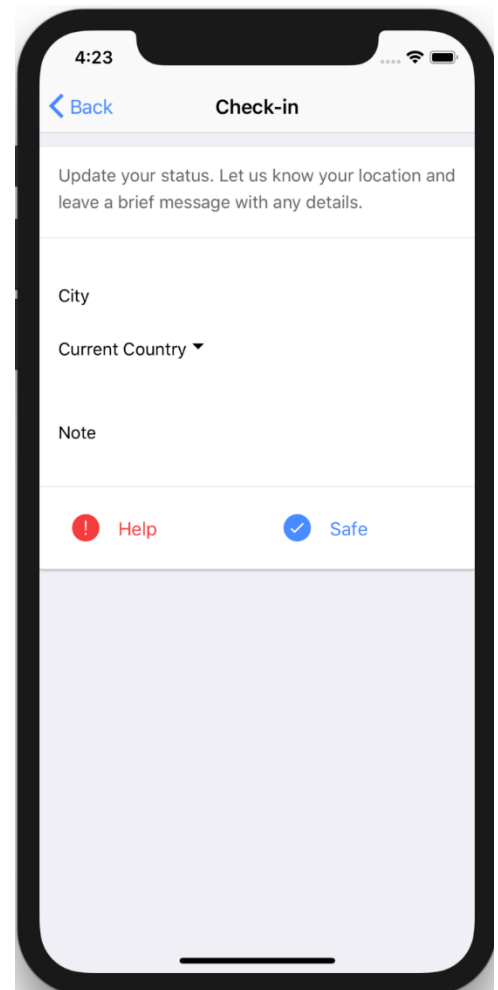 4:23
Back Check-in
Update your status. Let us know your location and
leave a brief message with any details.
City
Current Country
Note
! Help Safe